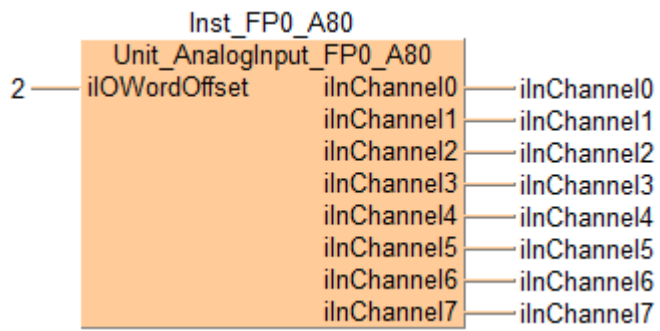 Inst_FP0_A80
Unit_AnalogInput_FP0_A80
2 iIOWordOffset iInChannel0 iInChannel0
iInChannel1 iInChannel1
iInChannel2 iInChannel2
iInChannel3 iInChannel3
iInChannel4 iInChannel4
iInChannel5 iInChannel5
iInChannel6 iInChannel6
iInChannel7 iInChannel7